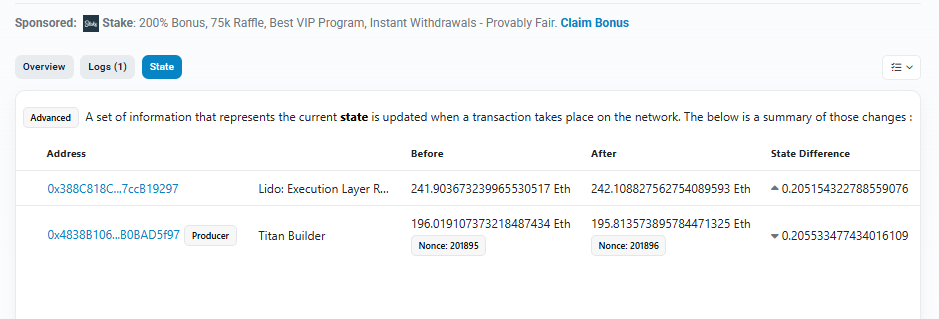 Sponsored: Stake Stake: 200% Bonus, 75k Raffle, Best VIP Program, Instant Withdrawals - Provably Fair. Claim Bonus
Overview Logs (1) State
Advanced A set of information that represents the current state is updated when a transaction takes place on the network. The below is a summary of those changes :
Address Before After State Difference
0x388C818C...7ccB19297 Lido: Execution Layer R... 241.903673239965530517 Eth 242.108827562754089593 Eth 0.205154322788559076
0x4838B106...B0BAD5f97 Producer Titan Builder 196.019107373218487434 Eth 195.813573895784471325 Eth 0.205533477434016109
Nonce: 201895 Nonce: 201896